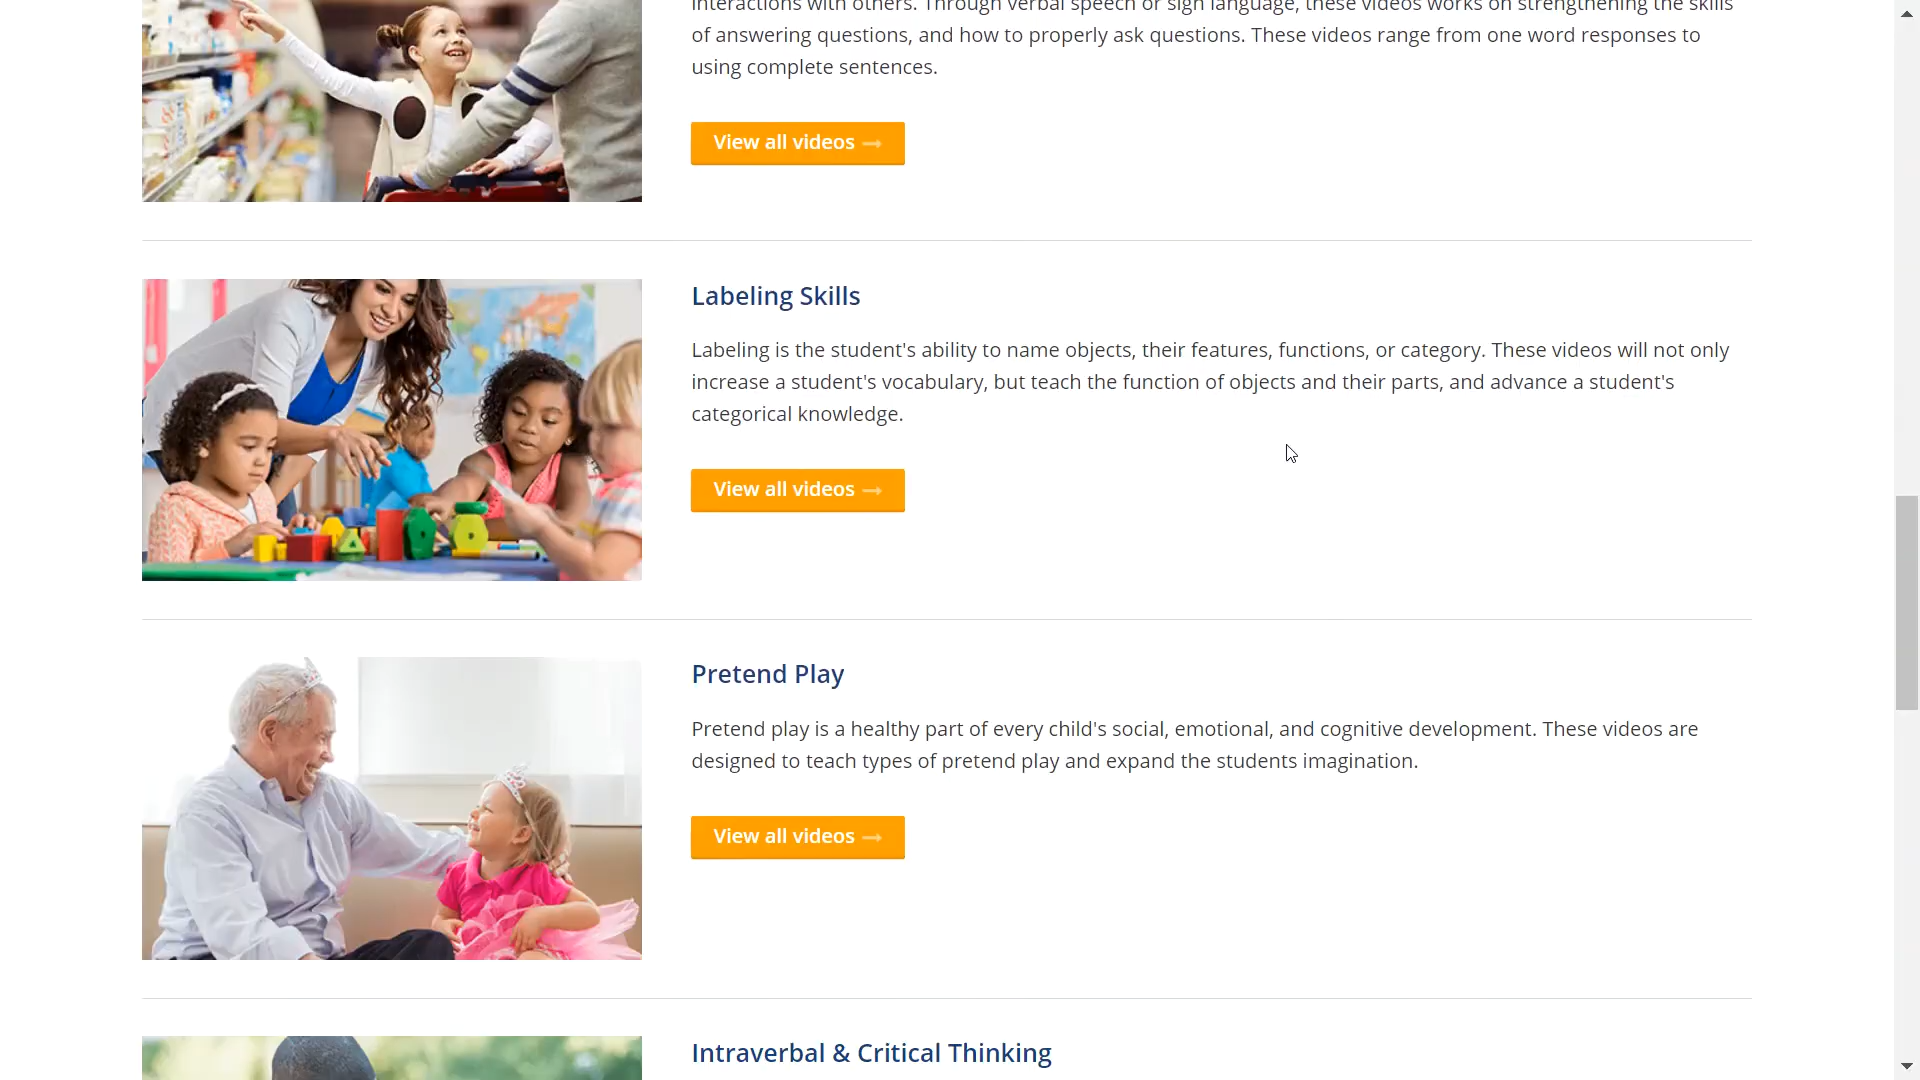 interactions with others. Through verbal speech or sign language, these videos works on strengthening the skills
of answering questions, and how to properly ask questions. These videos range from one word responses to
using complete sentences.
View all videos →
Labeling Skills
Labeling is the student's ability to name objects, their features, functions, or category. These videos will not only
increase a student's vocabulary, but teach the function of objects and their parts, and advance a student's
categorical knowledge.
View all videos →
Pretend Play
Pretend play is a healthy part of every child's social, emotional, and cognitive development. These videos are
designed to teach types of pretend play and expand the students imagination.
View all videos →
Intraverbal & Critical Thinking